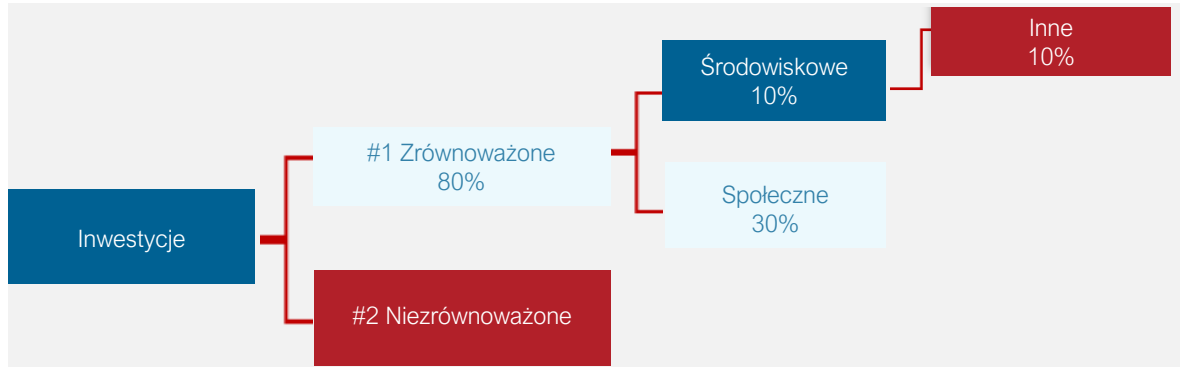 Inne
10%
Środowiskowe
10%
#1 Zrównoważone
80%
Społeczne
30%
Inwestycje
#2 Niezrównoważone